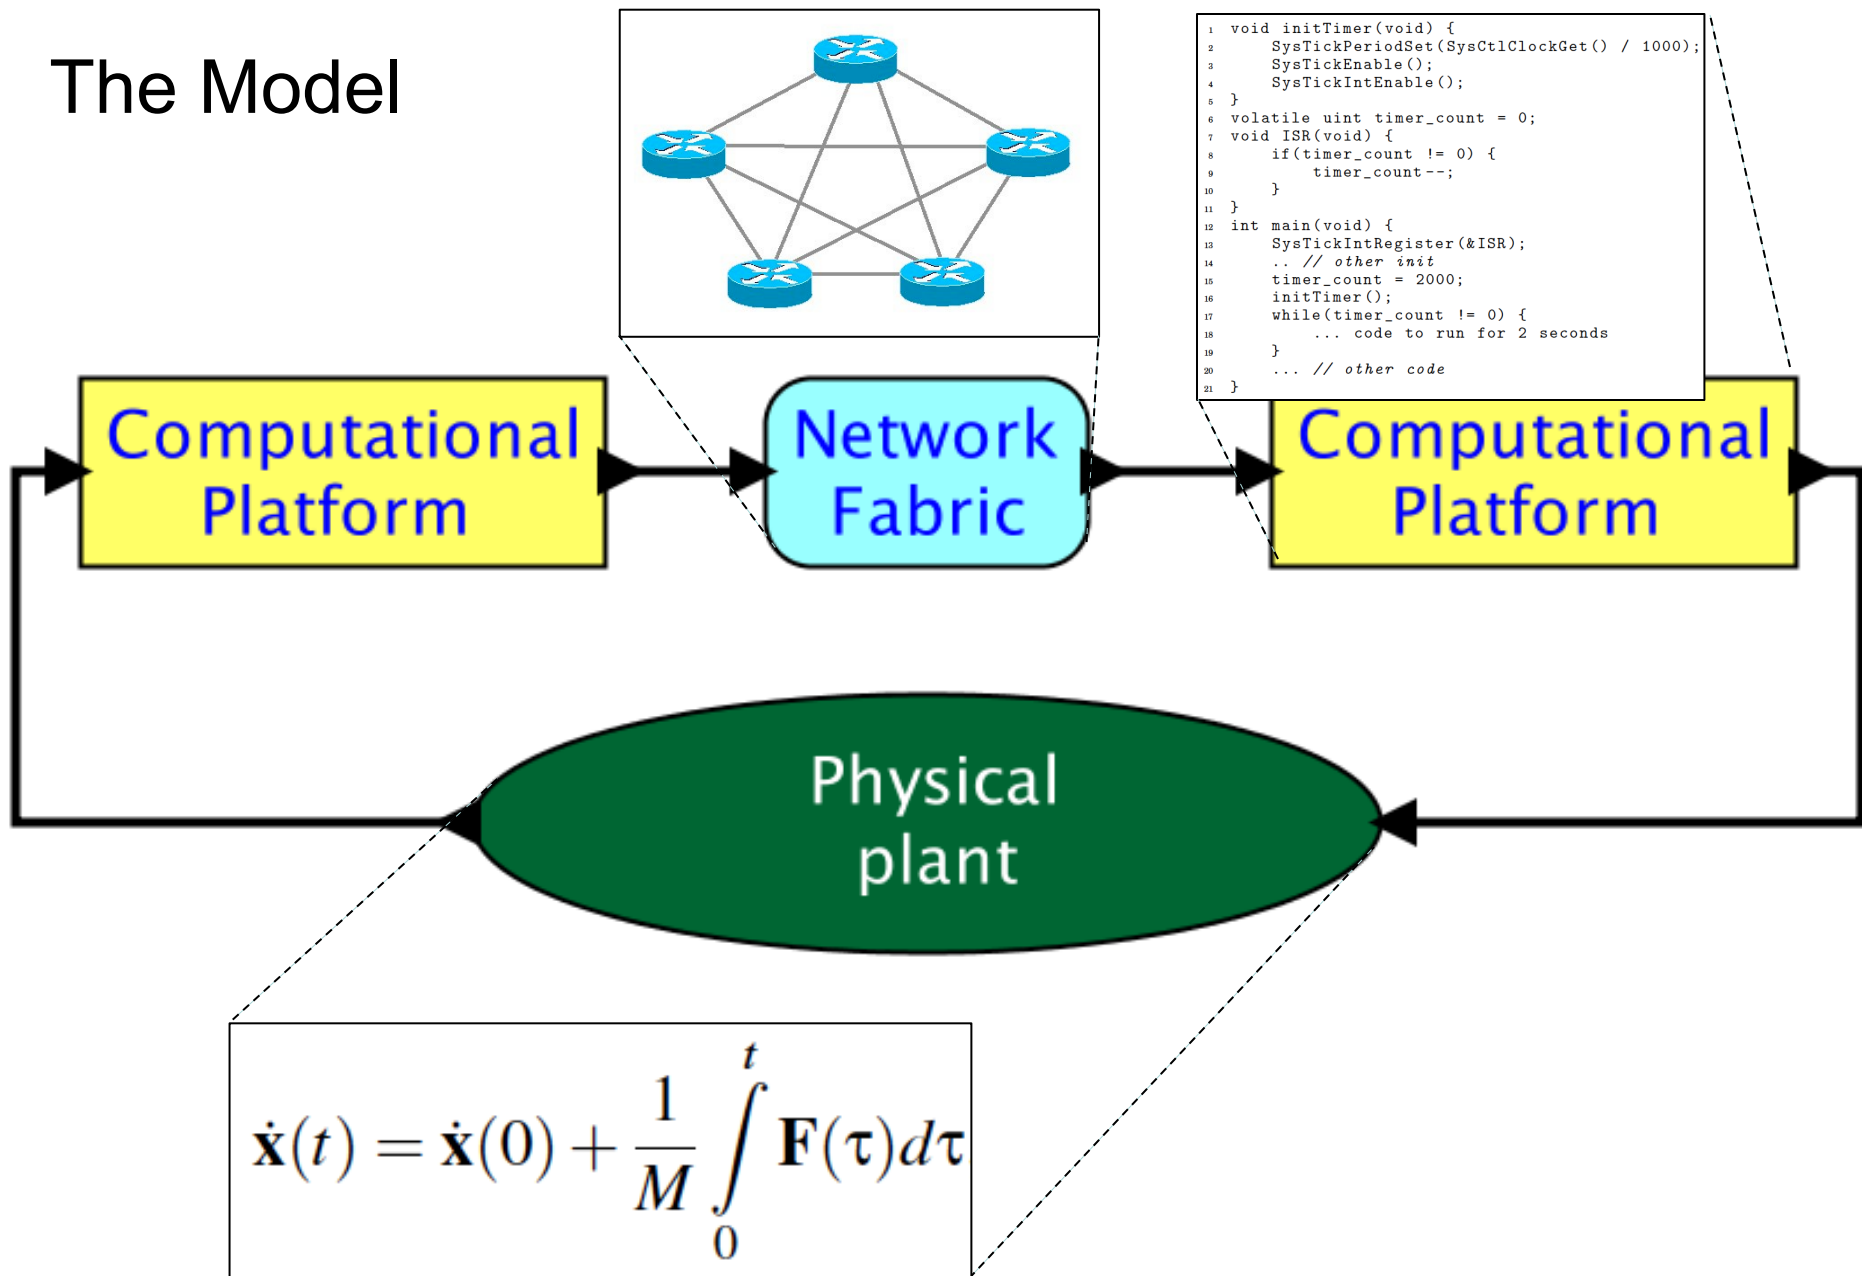 The Model
1 void initTimer(void) {
2 SysTickPeriodSet(SysCtlClockGet() / 1000);
3 SysTickEnable();
4 SysTickIntEnable();
5 }
6 volatile uint timer_count = 0;
7 void ISR(void) {
8 if(timer_count != 0) {
9 timer_count--;
10 }
11 }
12 int main(void) {
13 SysTickIntRegister(&ISR);
14 .. // other init
15 timer_count = 2000;
16 initTimer();
17 while(timer_count != 0) {
18 ... code to run for 2 seconds
19 }
20 ... // other code
21 }
Computational
Platform
Network
Fabric
Computational
Platform
Physical
plant
ẋ(t) = ẋ(0) + 1/M ∫₀ᵗ F(τ)dτ